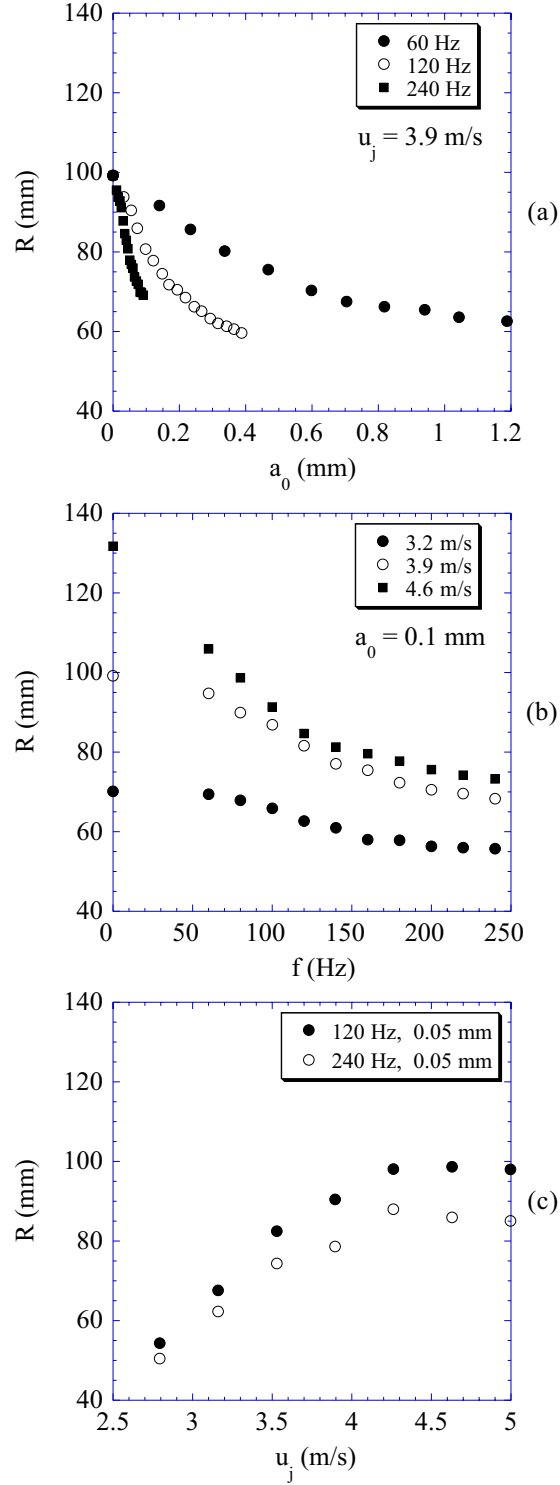 140
120
100
80
60
40
R (mm)
60 Hz
120 Hz
240 Hz
u_j = 3.9 m/s
(a)
0 0.2 0.4 0.6 0.8 1 1.2
a_0 (mm)
140
120
100
80
60
40
R (mm)
3.2 m/s
3.9 m/s
4.6 m/s
a_0 = 0.1 mm
(b)
0 50 100 150 200 250
f (Hz)
140
120
100
80
60
40
R (mm)
120 Hz, 0.05 mm
240 Hz, 0.05 mm
(c)
2.5 3 3.5 4 4.5 5
u_j (m/s)